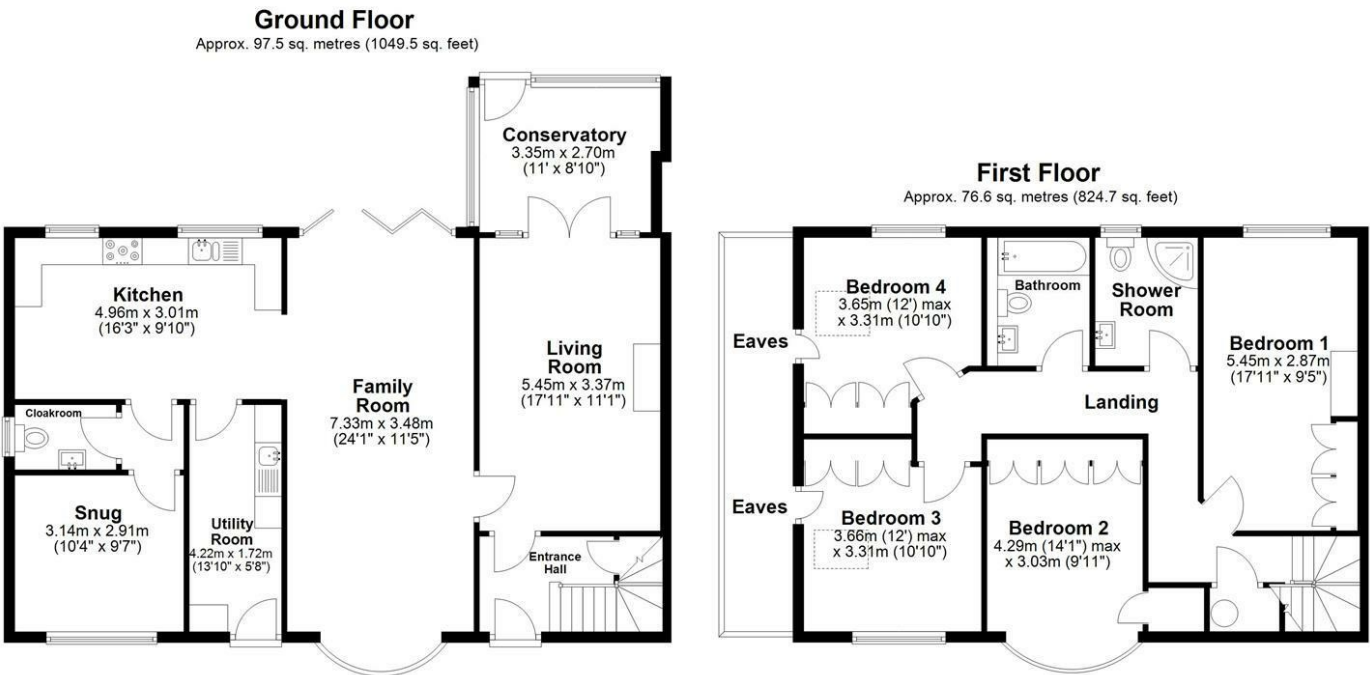 Ground Floor
Approx. 97.5 sq. metres (1049.5 sq. feet)
Conservatory
3.35m x 2.70m
(11' x 8'10")
Kitchen
4.96m x 3.01m
(16'3" x 9'10")
Living
Room
5.45m x 3.37m
(17'11" x 11'1")
Family
Room
7.33m x 3.48m
(24'1" x 11'5")
Cloakroom
Snug
3.14m x 2.91m
(10'4" x 9'7")
Utility
Room
4.22m x 1.72m
(13'10" x 5'8")
Entrance
Hall
First Floor
Approx. 76.6 sq. metres (824.7 sq. feet)
Bedroom 4
3.65m (12') max
x 3.31m (10'10")
Bathroom
Shower
Room
Bedroom 1
5.45m x 2.87m
(17'11" x 9'5")
Eaves
Landing
Eaves
Bedroom 3
3.66m (12') max
x 3.31m (10'10")
Bedroom 2
4.29m (14'1") max
x 3.03m (9'11")